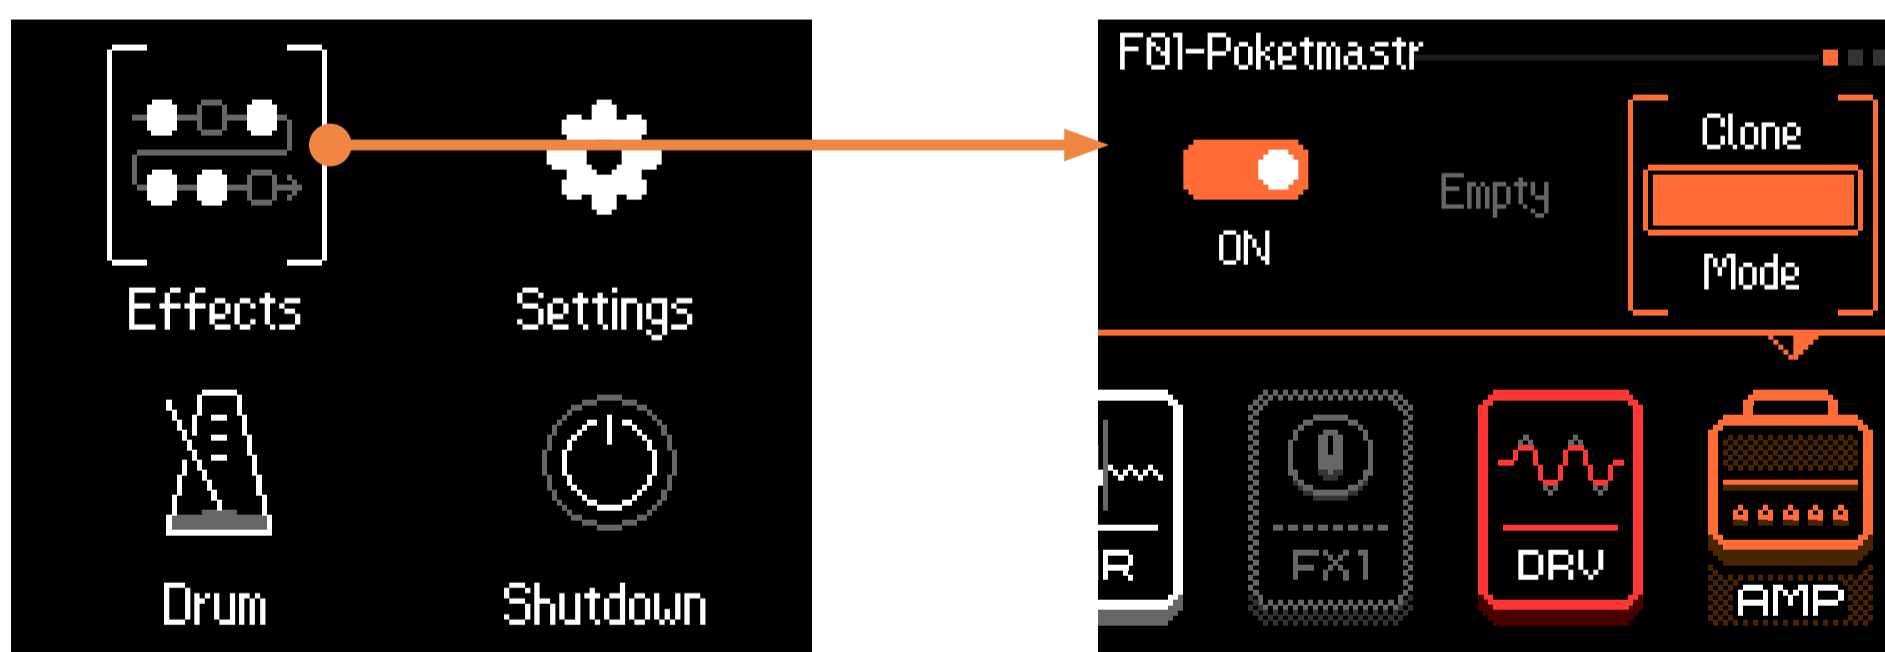 Effects
Settings
Drum
Shutdown
F01-Poketmastr
ON
Empty
Clone
Mode
R
FX1
DRV
AMP